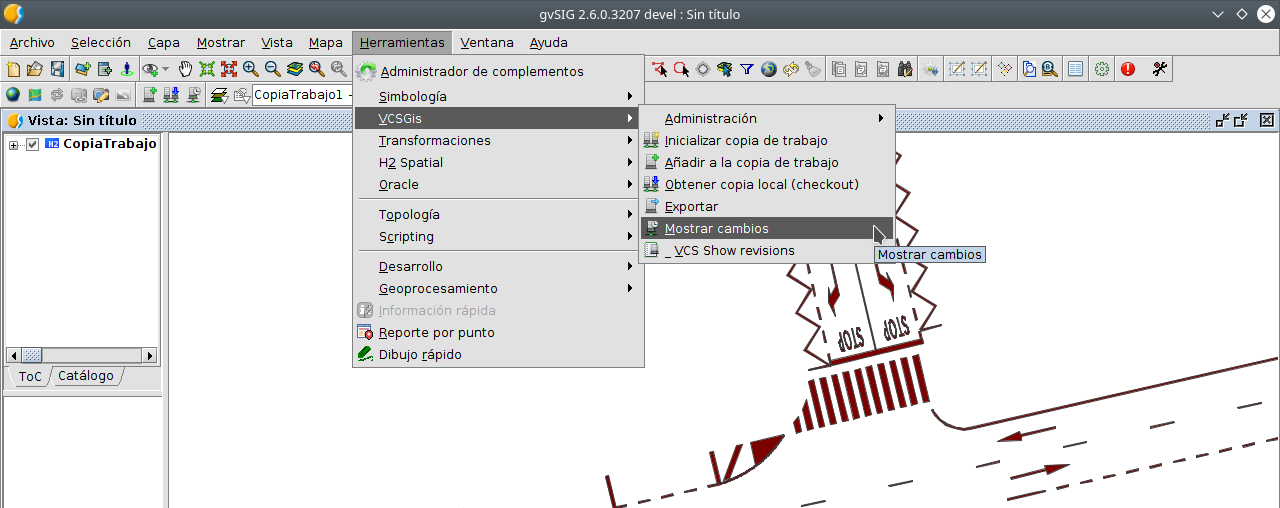 gvSIG 2.6.0.3207 devel : Sin título
Archivo Selección Capa Mostrar Vista Mapa Herramientas Ventana Ayuda
CopiaTrabajo1 -
Vista: Sin título
CopiaTrabajo
ToC Catálogo
Administrador de complementos
Simbología
VCSGis
Transformaciones
H2 Spatial
Oracle
Topología
Scripting
Desarrollo
Geoprocesamiento
Información rápida
Reporte por punto
Dibujo rápido
Administración
Inicializar copia de trabajo
Añadir a la copia de trabajo
Obtener copia local (checkout)
Exportar
Mostrar cambios
_ VCS Show revisions
Mostrar cambios
STOP STOP